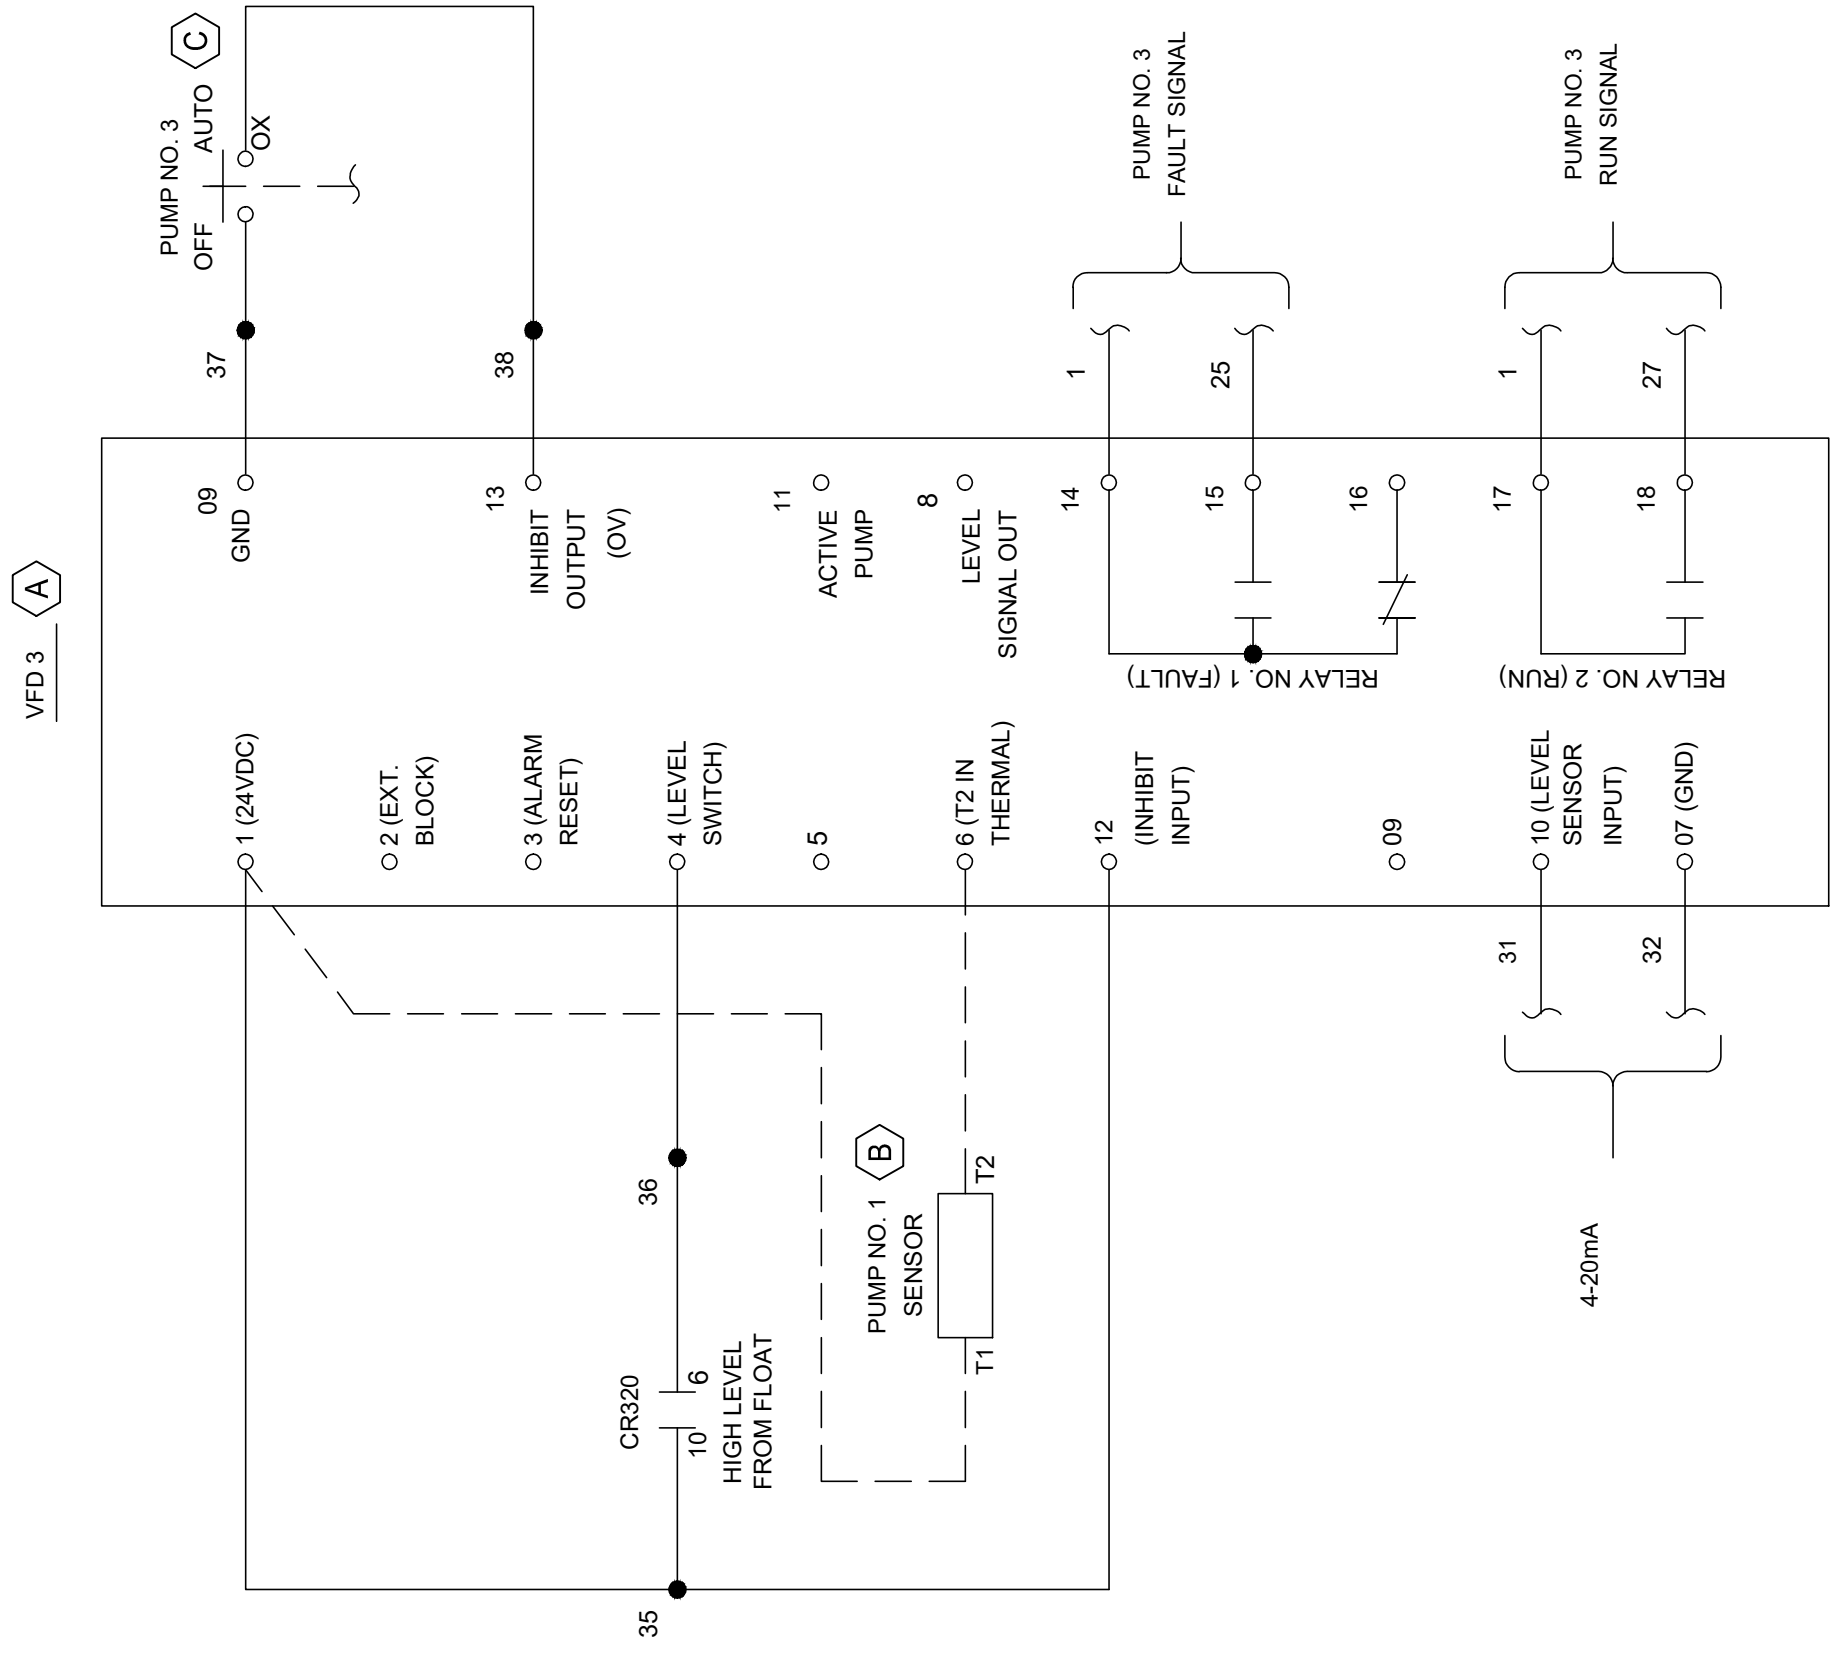 VFD 3
A
PUMP NO. 3
OFF
AUTO
C
OX
37
38
09
GND
13
INHIBIT
OUTPUT
(OV)
11
ACTIVE
PUMP
8
LEVEL
SIGNAL OUT
14
15
16
RELAY NO. 1 (FAULT)
17
18
RELAY NO. 2 (RUN)
1
25
PUMP NO. 3
FAULT SIGNAL
1
27
PUMP NO. 3
RUN SIGNAL
1 (24VDC)
2 (EXT.
BLOCK)
3 (ALARM
RESET)
4 (LEVEL
SWITCH)
5
6 (T2 IN
THERMAL)
12
(INHIBIT
INPUT)
09
10 (LEVEL
SENSOR
INPUT)
07 (GND)
35
CR320
10
6
HIGH LEVEL
FROM FLOAT
36
PUMP NO. 1
SENSOR
B
T1
T2
31
32
4-20mA